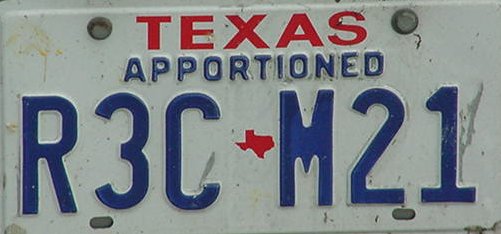 TEXAS
APPORTIONED
R3C M21